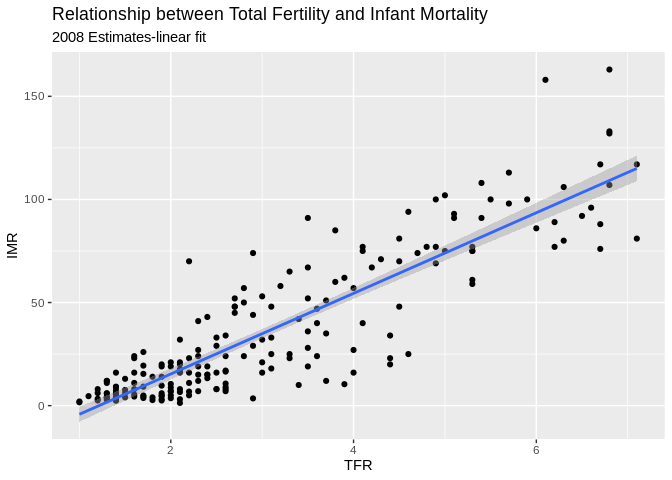 Relationship between Total Fertility and Infant Mortality
2008 Estimates-linear fit
IMR
150
100
50
0
2
4
6
TFR